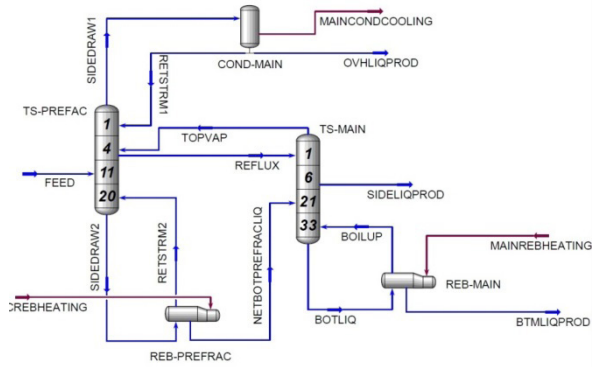 SIDEDRAW1
MAINCONDCOOLING
RETSTRM1
COND-MAIN
OVHLIQPROD
TS-PREFAC
1
4
11
20
TOPVAP
REFLUX
TS-MAIN
1
6
21
33
FEED
SIDELIQPROD
SIDEDRAW2
RETSTRM2
NETBOTPREFRACLIQ
BOILUP
MAINREBHEATING
CREBHEATING
REB-MAIN
BOTLIQ
BTMLIQPROD
REB-PREFRAC